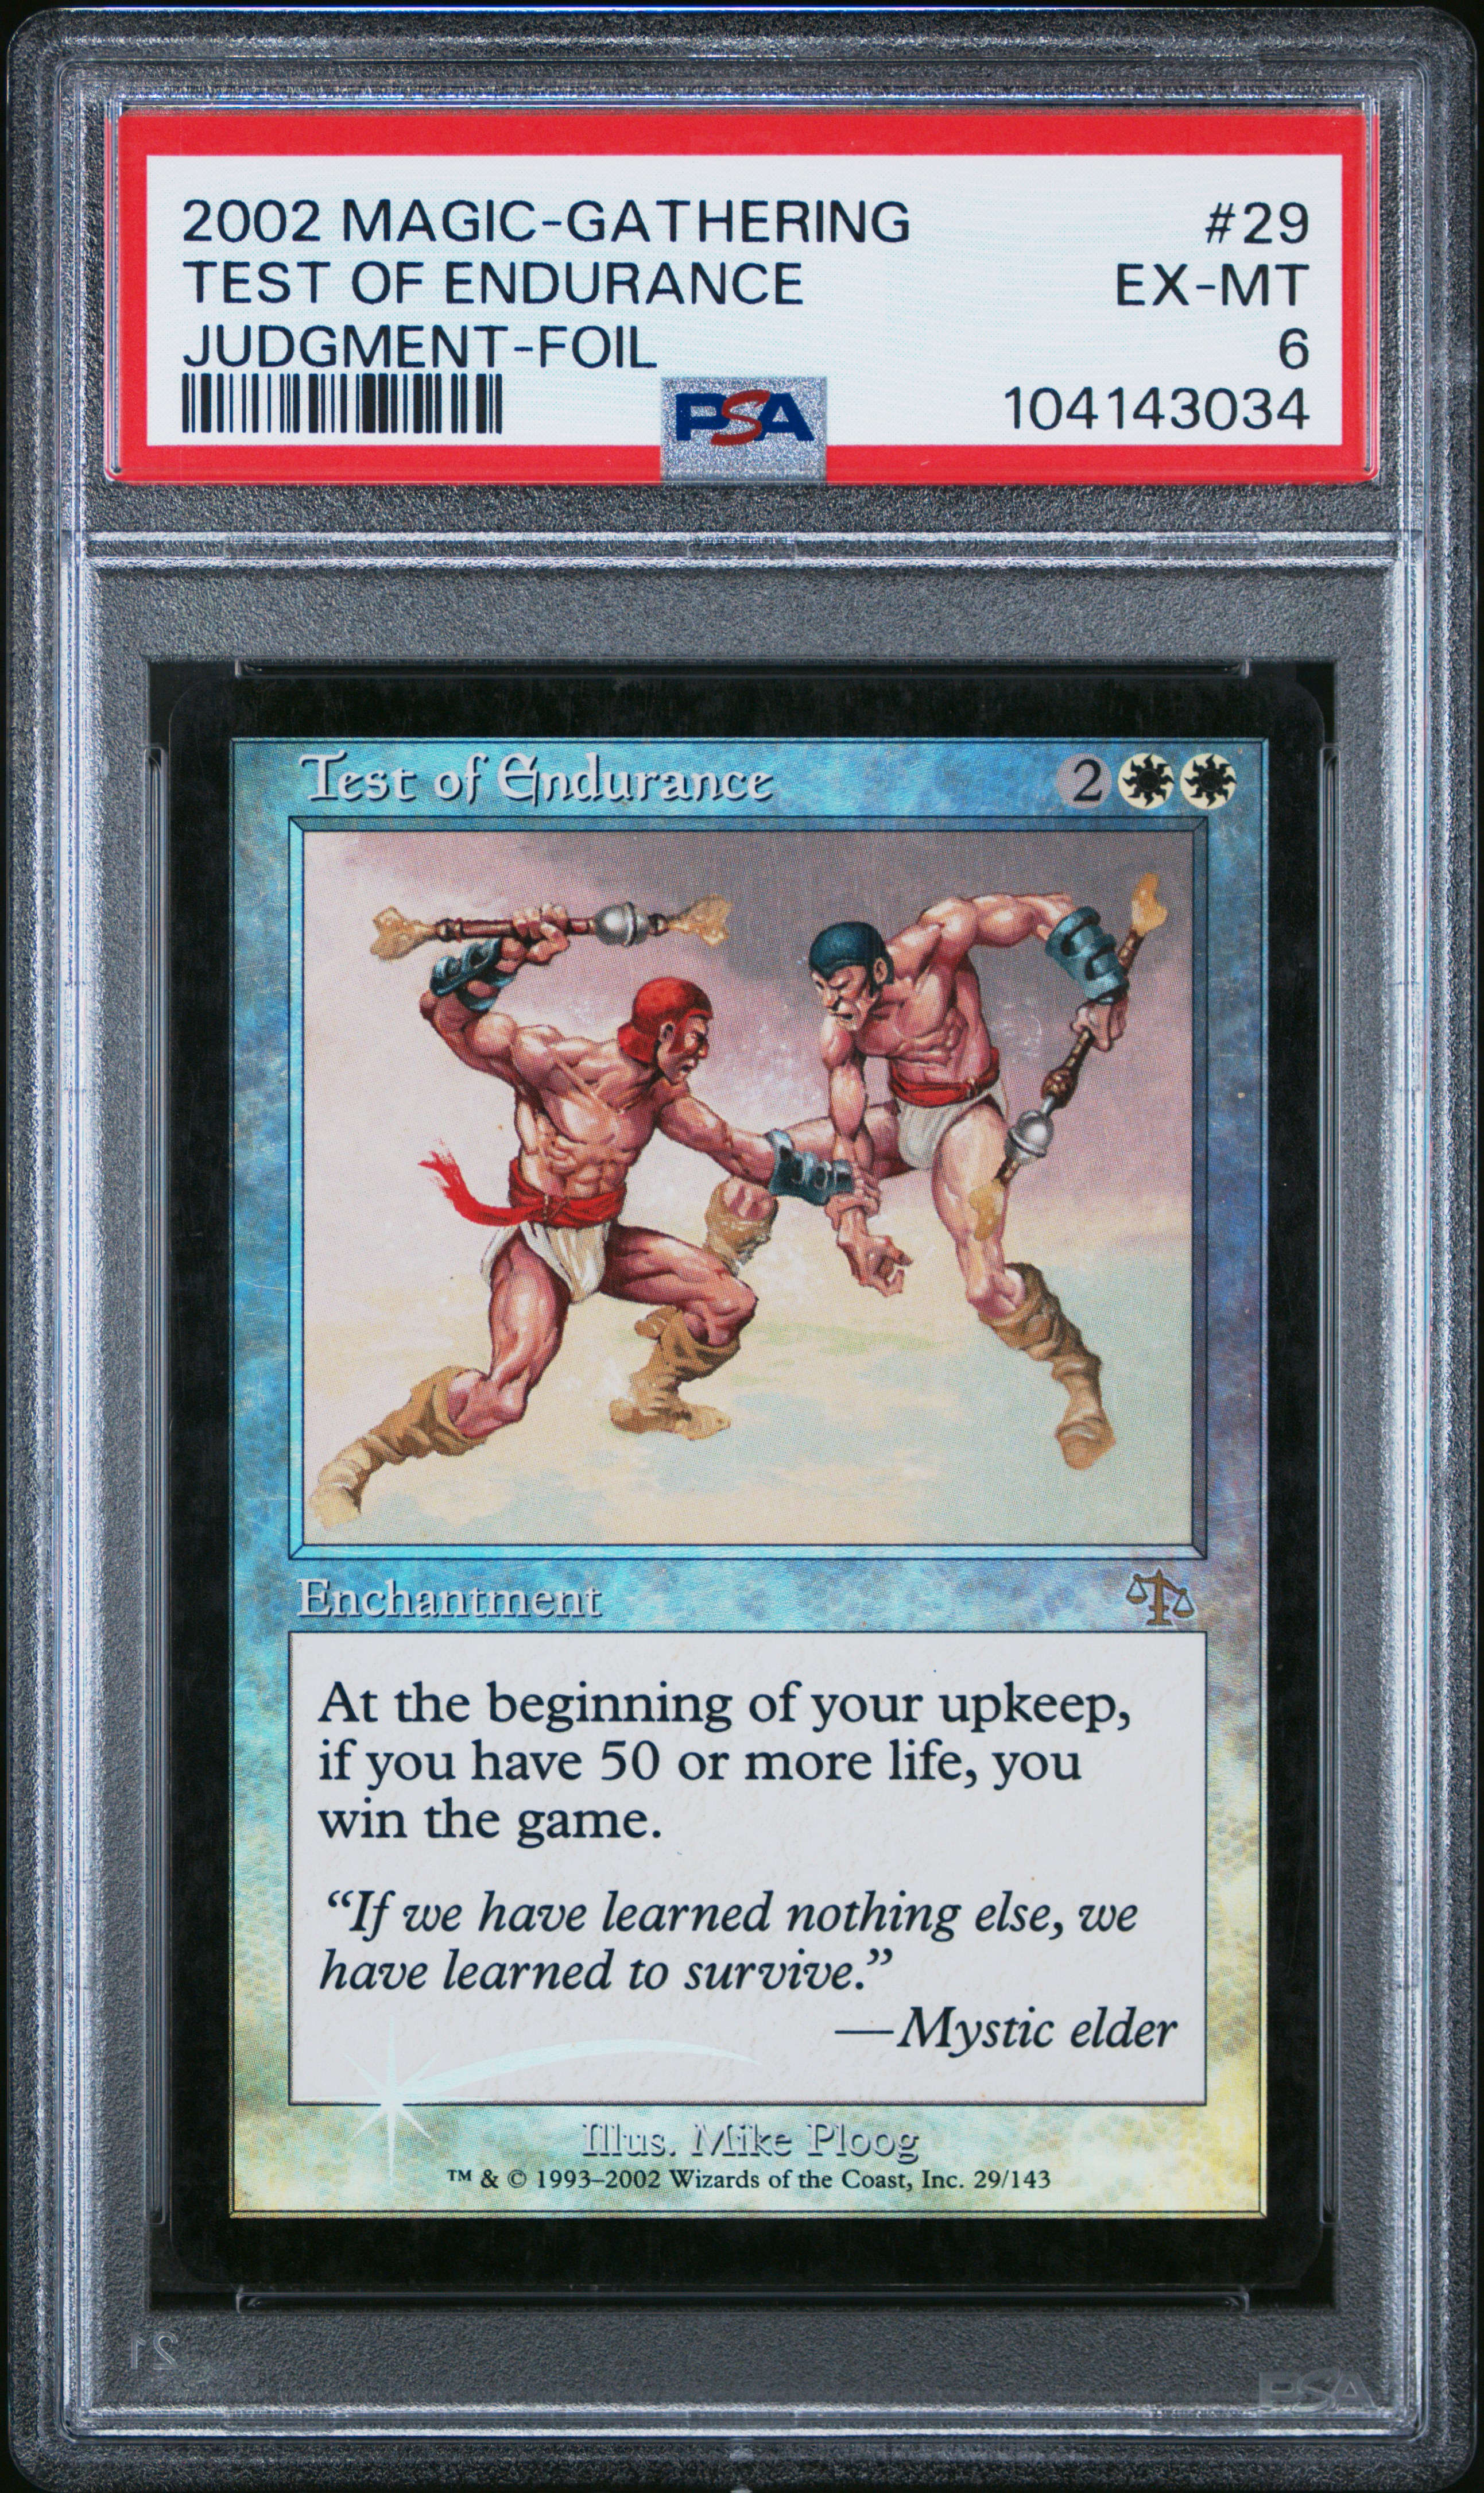 2002 MAGIC-GATHERING #29
TEST OF ENDURANCE EX-MT
JUDGMENT-FOIL 6
PSA 104143034
Test of Endurance 2
Enchantment
At the beginning of your upkeep,
if you have 50 or more life, you
win the game.
“If we have learned nothing else, we
have learned to survive.”
—Mystic elder
Illus. Mike Ploog
™ & © 1993–2002 Wizards of the Coast, Inc. 29/143
21
PSA